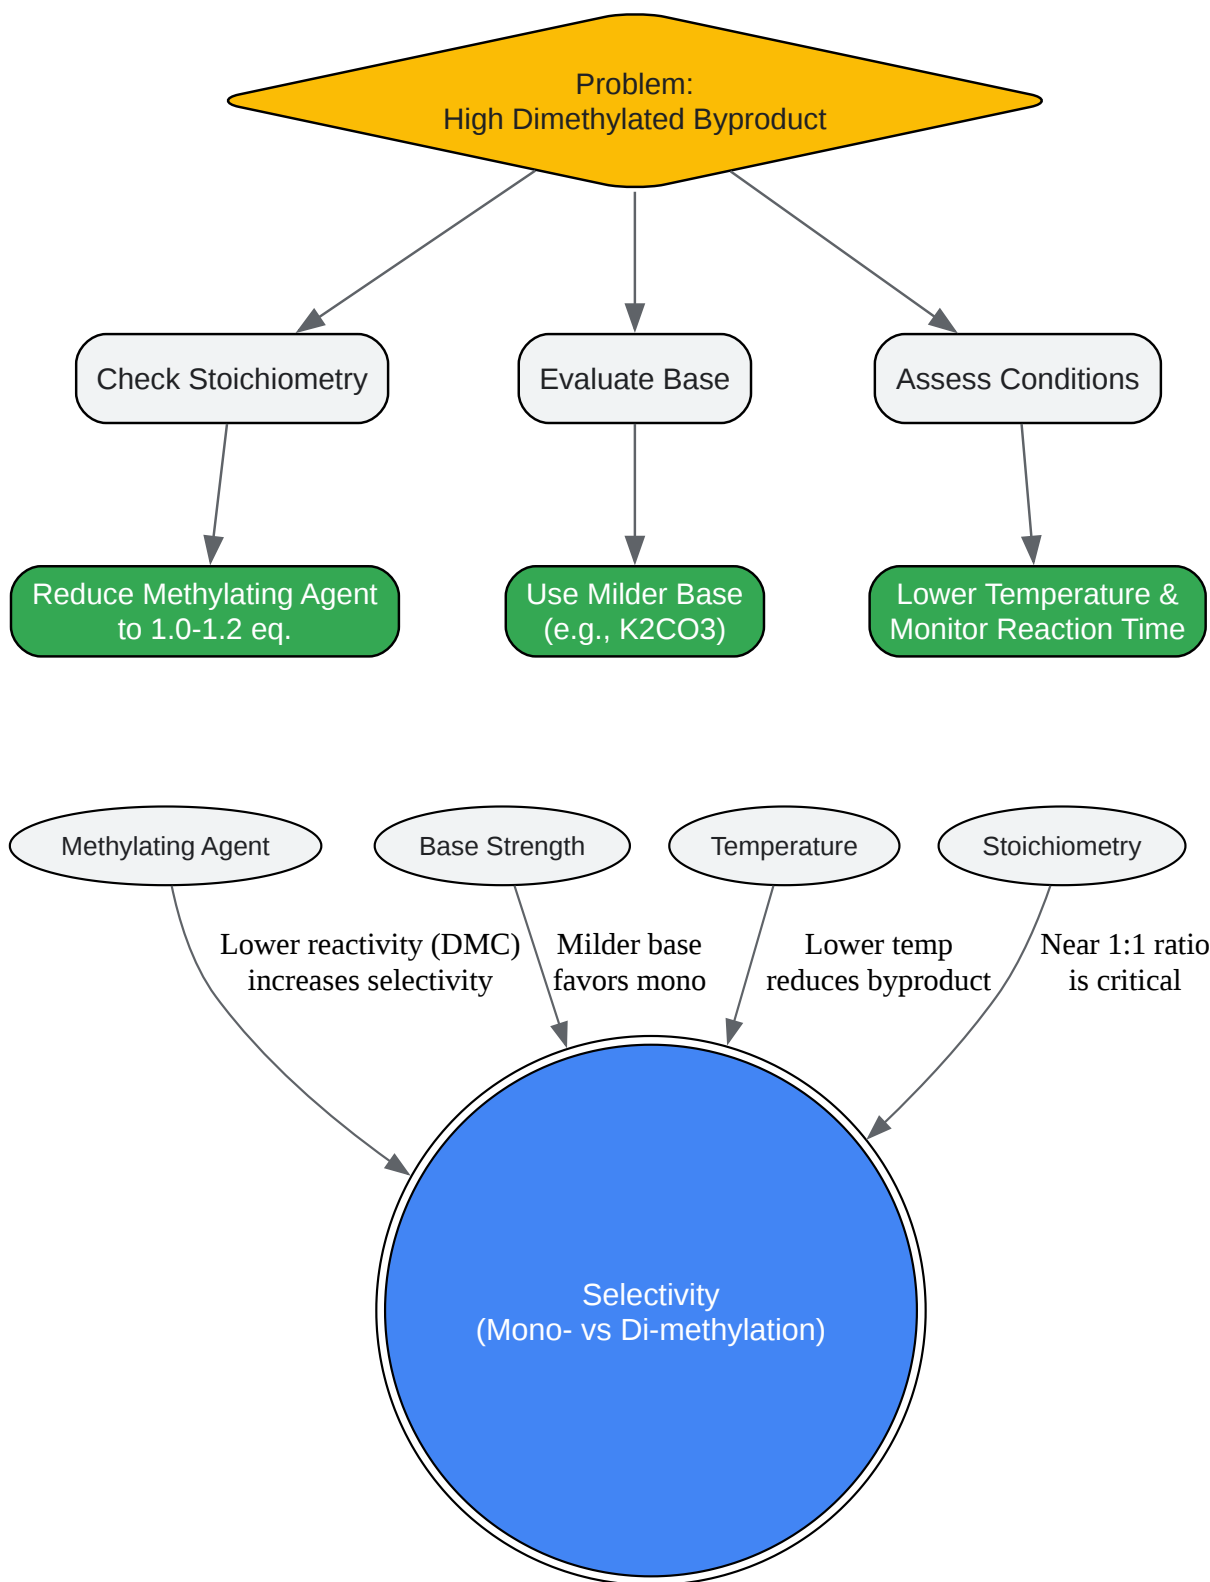 Problem:
High Dimethylated Byproduct
Check Stoichiometry
Evaluate Base
Assess Conditions
Reduce Methylating Agent
to 1.0-1.2 eq.
Use Milder Base
(e.g., K2CO3)
Lower Temperature &
Monitor Reaction Time
Methylating Agent
Base Strength
Temperature
Stoichiometry
Lower reactivity (DMC)
increases selectivity
Milder base
favors mono
Lower temp
reduces byproduct
Near 1:1 ratio
is critical
Selectivity
(Mono- vs Di-methylation)